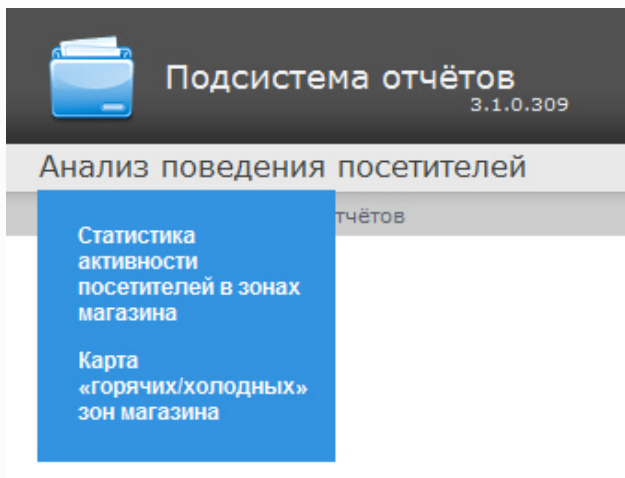 Подсистема отчётов
3.1.0.309
Анализ поведения посетителей
тчётов
Статистика
активности
посетителей в зонах
магазина
Карта
«горячих/холодных»
зон магазина